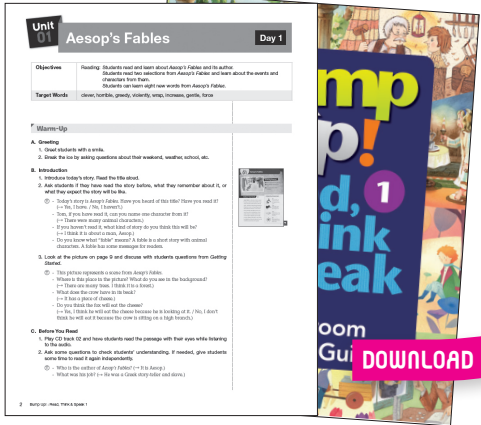 Unit
01
Aesop's Fables
Day 1
Objectives
Reading: Students read and learn about Aesop's Fables and its author.
Students read two selections from Aesop's Fables and learn about the events and
characters from them.
Students can learn eight new words from Aesop's Fables.
Target Words
clever, horrible, greedy, violently, wrap, increase, gentle, force
Warm-Up
A. Greeting
1. Greet students with a smile.
2. Break the ice by asking questions about their weekend, weather, school, etc.
B. Introduction
1. Introduce today's story. Read the title aloud.
2. Ask students if they have read the story before, what they remember about it, or
what they expect the story will be like.
- Today's story is Aesop's Fables. Have you heard of this title? Have you read it?
(→ Yes, I have. / No, I haven't.)
- Tom, if you have read it, can you name one character from it?
(→ There were many animal characters.)
- If you haven't read it, what kind of story do you think this will be?
(→ I think it is about a man, Aesop.)
- Do you know what "fable" means? A fable is a short story with animal
characters. A fable has some messages for readers.
3. Look at the picture on page 9 and discuss with students questions from Getting
Started.
- This picture represents a scene from Aesop's Fables.
- Where is this place in the picture? What do you see in the background?
(→ There are many trees. I think it is a forest.)
- What does the crow have in its beak?
(→ It has a piece of cheese.)
- Do you think the fox will eat the cheese?
(→ Yes, I think he will eat the cheese because he is looking at it. / No, I don't
think he will eat it because the crow is sitting on a high branch.)
C. Before You Read
1. Play CD track 02 and have students read the passage with their eyes while listening
to the audio.
2. Ask some questions to check students' understanding. If needed, give students
some time to read it again independently.
- Who is the author of Aesop's Fables? (→ It is Aesop.)
- What was his job? (→ He was a Greek story-teller and slave.)
2 Bump Up! : Read, Think & Speak 1
mp
p!
d, 1
ink
eak
oom
Gui
DOWNLOAD